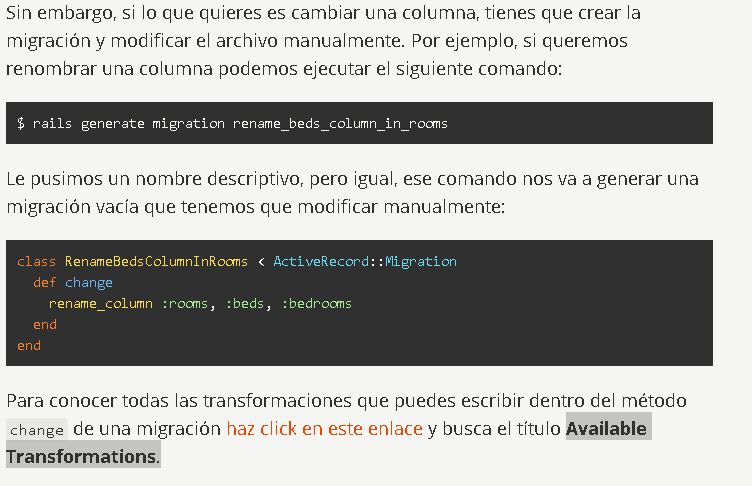 Sin embargo, si lo que quieres es cambiar una columna, tienes que crear la
migración y modificar el archivo manualmente. Por ejemplo, si queremos
renombrar una columna podemos ejecutar el siguiente comando:
$ rails generate migration rename_beds_column_in_rooms
Le pusimos un nombre descriptivo, pero igual, ese comando nos va a generar una
migración vacía que tenemos que modificar manualmente:
class RenameBedsColumnInRooms < ActiveRecord::Migration
  def change
    rename_column :rooms, :beds, :bedrooms
  end
end
Para conocer todas las transformaciones que puedes escribir dentro del método
change de una migración haz click en este enlace y busca el título Available
Transformations.